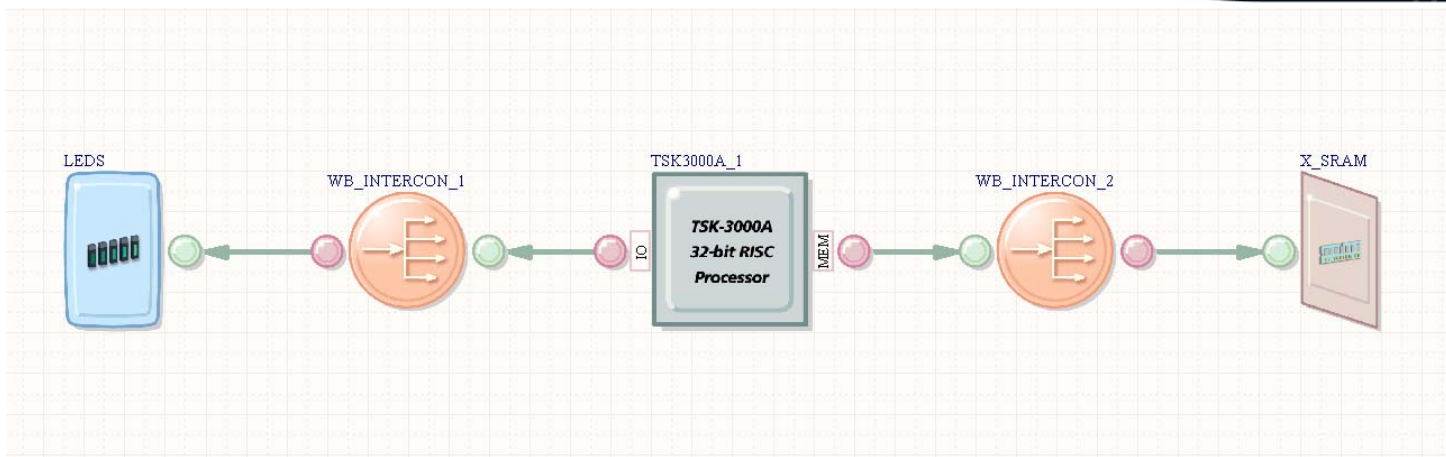 LEDS
WB_INTERCON_1
TSK3000A_1
WB_INTERCON_2
X_SRAM
IO
TSK-3000A
32-bit RISC
Processor
MEM